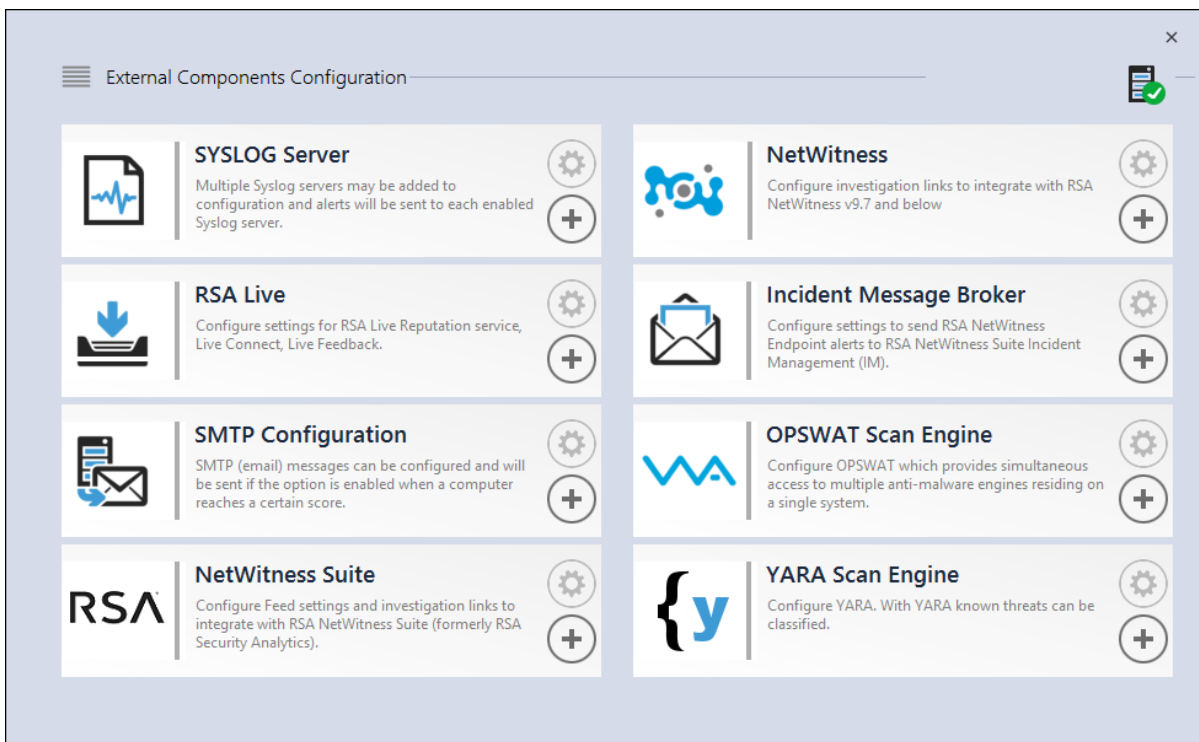 External Components Configuration
SYSLOG Server
Multiple Syslog servers may be added to
configuration and alerts will be sent to each enabled
Syslog server.
NetWitness
Configure investigation links to integrate with RSA
NetWitness v9.7 and below
RSA Live
Configure settings for RSA Live Reputation service,
Live Connect, Live Feedback.
Incident Message Broker
Configure settings to send RSA NetWitness
Endpoint alerts to RSA NetWitness Suite Incident
Management (IM).
SMTP Configuration
SMTP (email) messages can be configured and will
be sent if the option is enabled when a computer
reaches a certain score.
OPSWAT Scan Engine
Configure OPSWAT which provides simultaneous
access to multiple anti-malware engines residing on
a single system.
RSA
NetWitness Suite
Configure Feed settings and investigation links to
integrate with RSA NetWitness Suite (formerly RSA
Security Analytics).
{y
YARA Scan Engine
Configure YARA. With YARA known threats can be
classified.